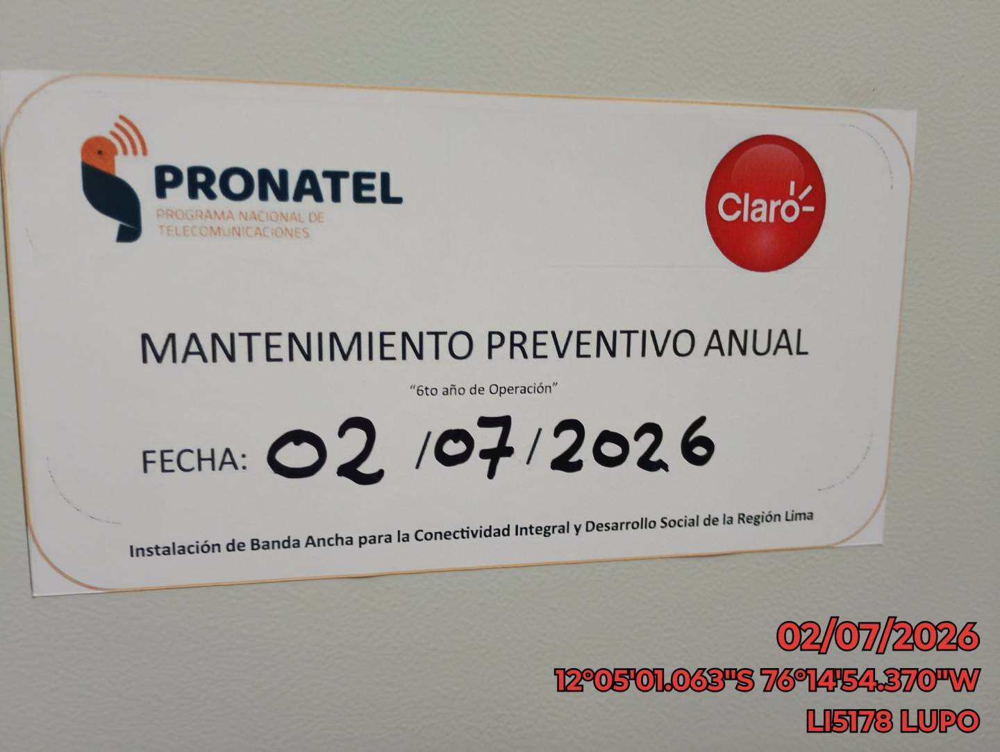 PRONATEL
PROGRAMA NACIONAL DE
TELECOMUNICACIONES
Claro
MANTENIMIENTO PREVENTIVO ANUAL
“6to año de Operación”
FECHA: 02/07/2026
Instalación de Banda Ancha para la Conectividad Integral y Desarrollo Social de la Región Lima
02/07/2026
12°05'01.063"S 76°14'54.370"W
LI5178 LUPO